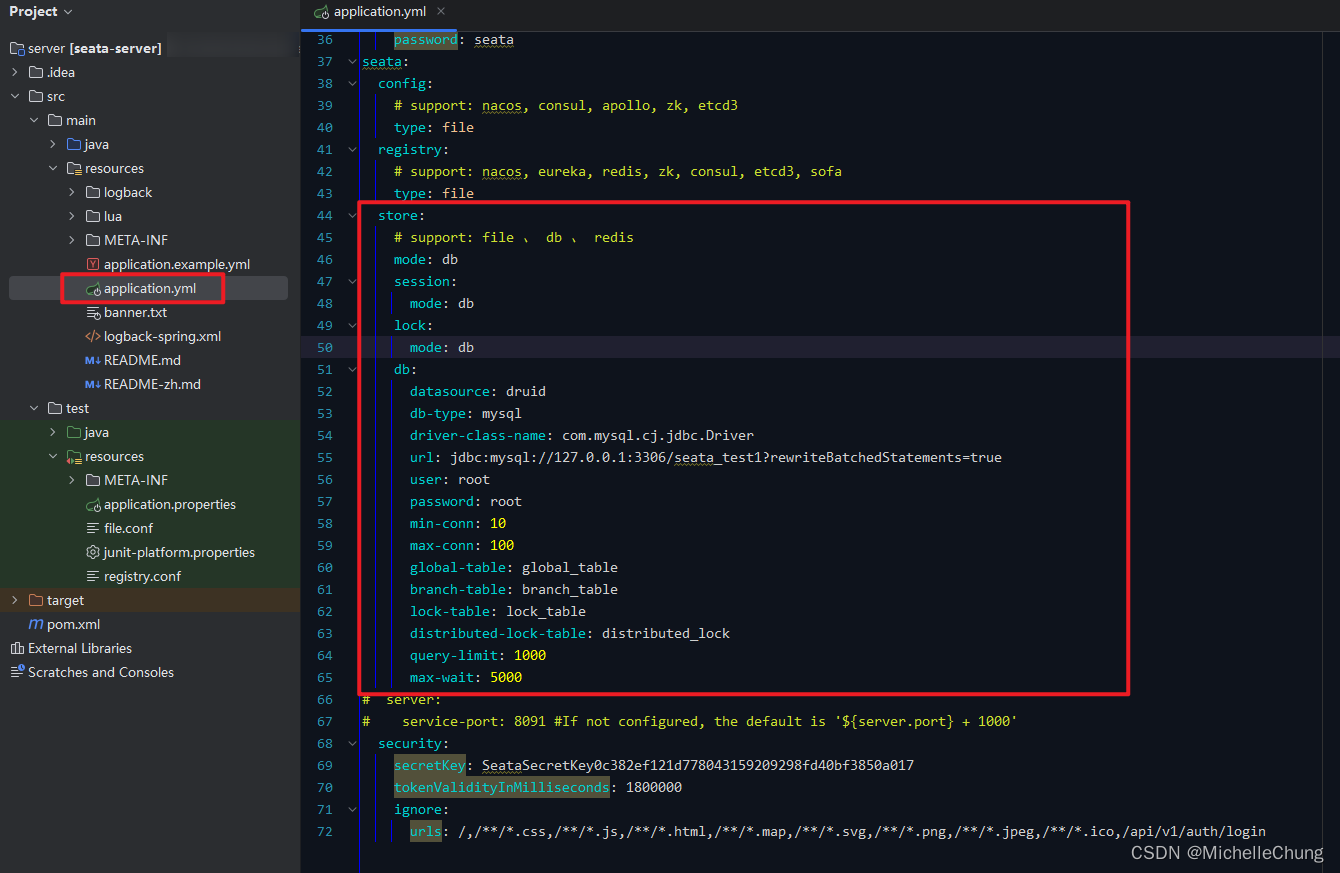 Project
server [seata-server]
.idea
src
main
java
resources
logback
lua
META-INF
application.example.yml
application.yml
banner.txt
logback-spring.xml
README.md
README-zh.md
test
java
resources
META-INF
application.properties
file.conf
junit-platform.properties
registry.conf
target
pom.xml
External Libraries
Scratches and Consoles
application.yml
36 password: seata
37 seata:
38 config:
39 # support: nacos, consul, apollo, zk, etcd3
40 type: file
41 registry:
42 # support: nacos, eureka, redis, zk, consul, etcd3, sofa
43 type: file
44 store:
45 # support: file 、 db 、 redis
46 mode: db
47 session:
48 mode: db
49 lock:
50 mode: db
51 db:
52 datasource: druid
53 db-type: mysql
54 driver-class-name: com.mysql.cj.jdbc.Driver
55 url: jdbc:mysql://127.0.0.1:3306/seata_test1?rewriteBatchedStatements=true
56 user: root
57 password: root
58 min-conn: 10
59 max-conn: 100
60 global-table: global_table
61 branch-table: branch_table
62 lock-table: lock_table
63 distributed-lock-table: distributed_lock
64 query-limit: 1000
65 max-wait: 5000
66 # server:
67 # service-port: 8091 #If not configured, the default is '${server.port} + 1000'
68 security:
69 secretKey: SeataSecretKey0c382ef121d778043159209298fd40bf3850a017
70 tokenValidityInMilliseconds: 1800000
71 ignore:
72 urls: /,/**/*.css,/**/*.js,/**/*.html,/**/*.map,/**/*.svg,/**/*.png,/**/*.jpeg,/**/*.ico,/api/v1/auth/login
CSDN @MichelleChung